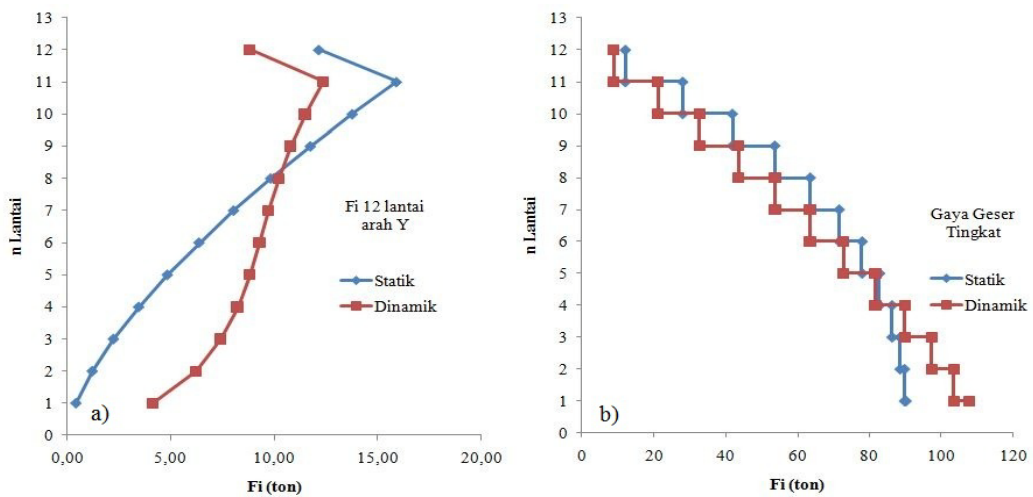 13
12
11
10
9
8
7
6
5
4
3
2
1
0
n Lantai
0,00
5,00
10,00
15,00
20,00
Fi (ton)
Fi 12 lantai
arah Y
Statik
Dinamik
a)
13
12
11
10
9
8
7
6
5
4
3
2
1
0
n Lantai
0
20
40
60
80
100
120
Fi (ton)
Gaya Geser
Tingkat
Statik
Dinamik
b)